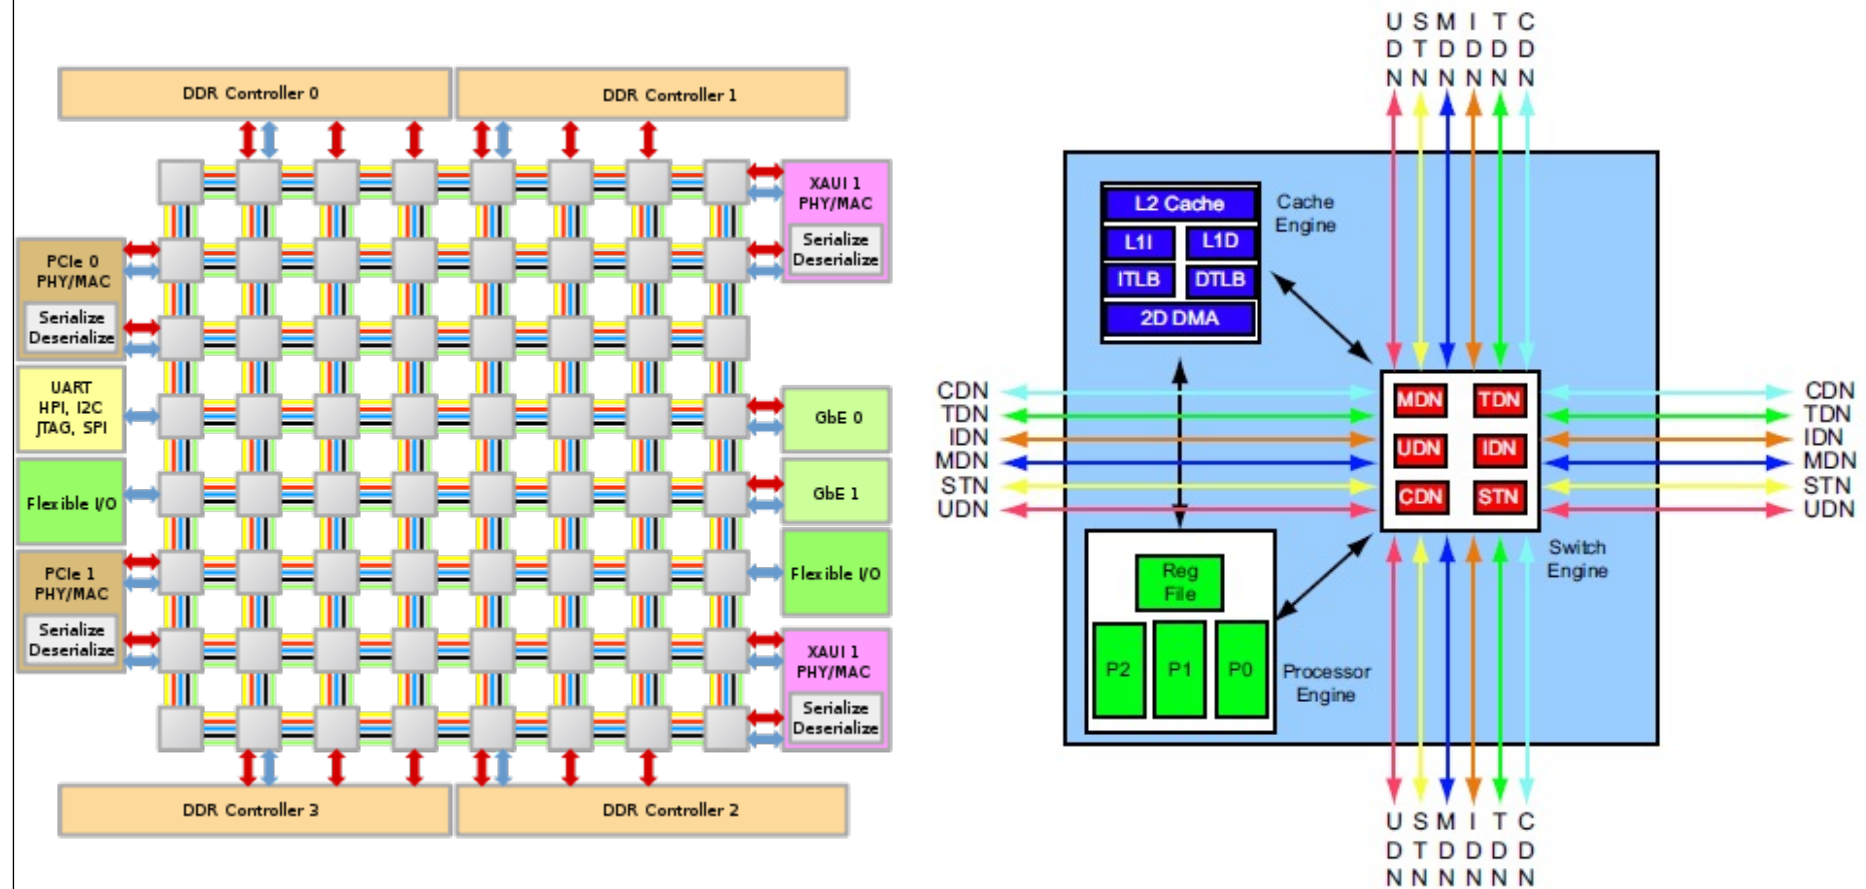 DDR Controller 0
DDR Controller 1
XAUI 1
PHY/MAC
Serialize
Deserialize
PCIe 0
PHY/MAC
Serialize
Deserialize
UART
HPI, I2C
JTAG, SPI
GbE 0
Flexible I/O
GbE 1
PCIe 1
PHY/MAC
Serialize
Deserialize
Flexible I/O
XAUI 1
PHY/MAC
Serialize
Deserialize
DDR Controller 3
DDR Controller 2
U S M I T C
D T D D D D
N N N N N N
L2 Cache
L1I
L1D
ITLB
DTLB
2D DMA
Cache
Engine
CDN
TDN
IDN
MDN
STN
UDN
MDN
TDN
UDN
IDN
CDN
STN
CDN
TDN
IDN
MDN
STN
UDN
Switch
Engine
Reg
File
P2
P1
P0
Processor
Engine
U S M I T C
D T D D D D
N N N N N N